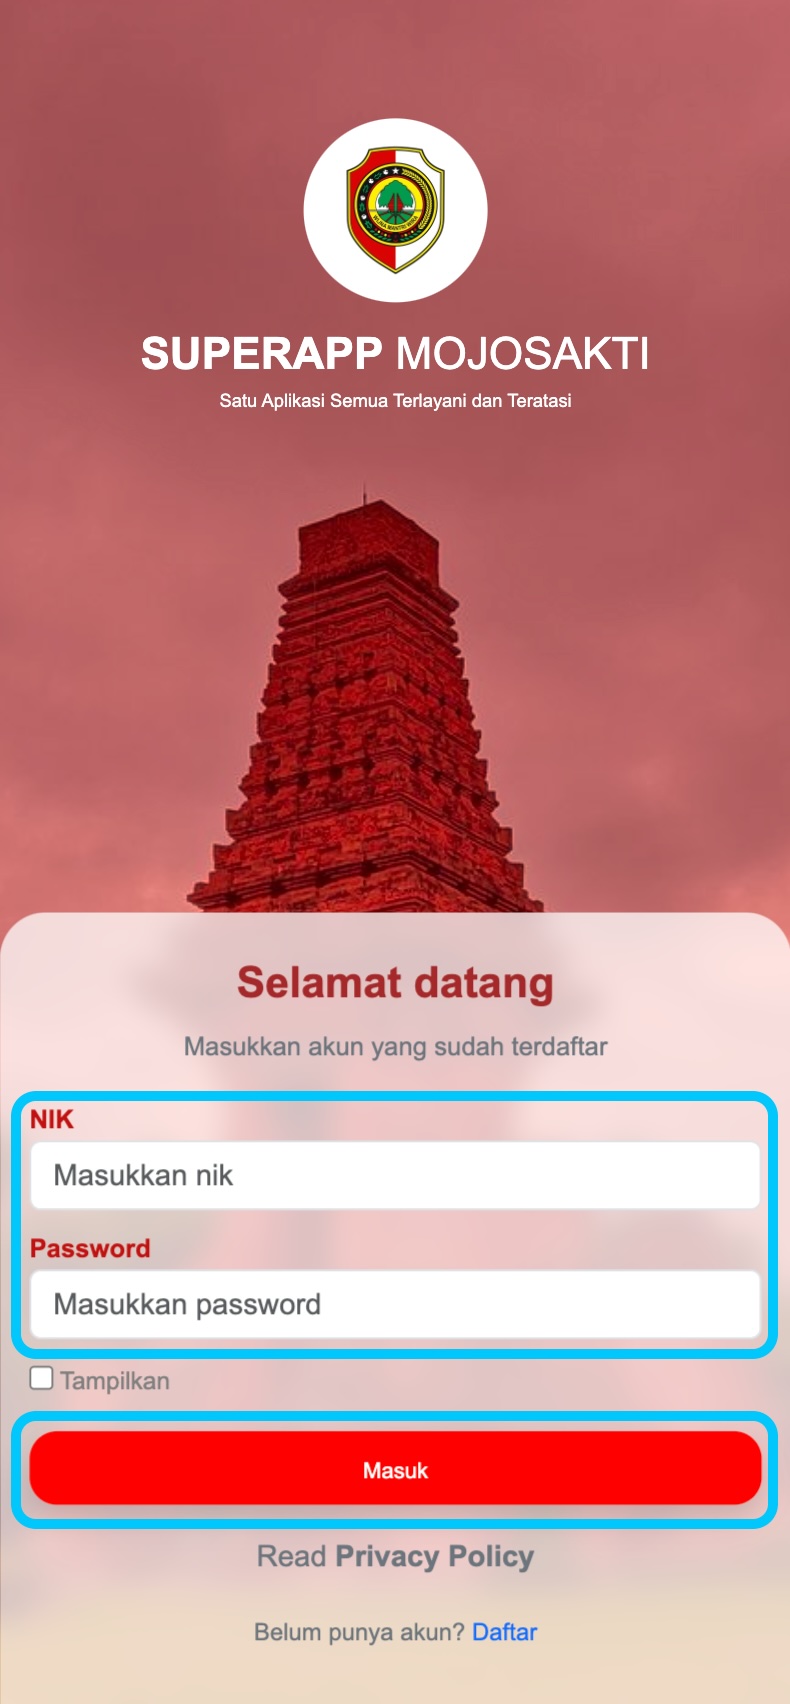 SUPERAPP MOJOSAKTI
Satu Aplikasi Semua Terlayani dan Teratasi
Selamat datang
Masukkan akun yang sudah terdaftar
NIK
Masukkan nik
Password
Masukkan password
Tampilkan
Masuk
Read Privacy Policy
Belum punya akun? Daftar